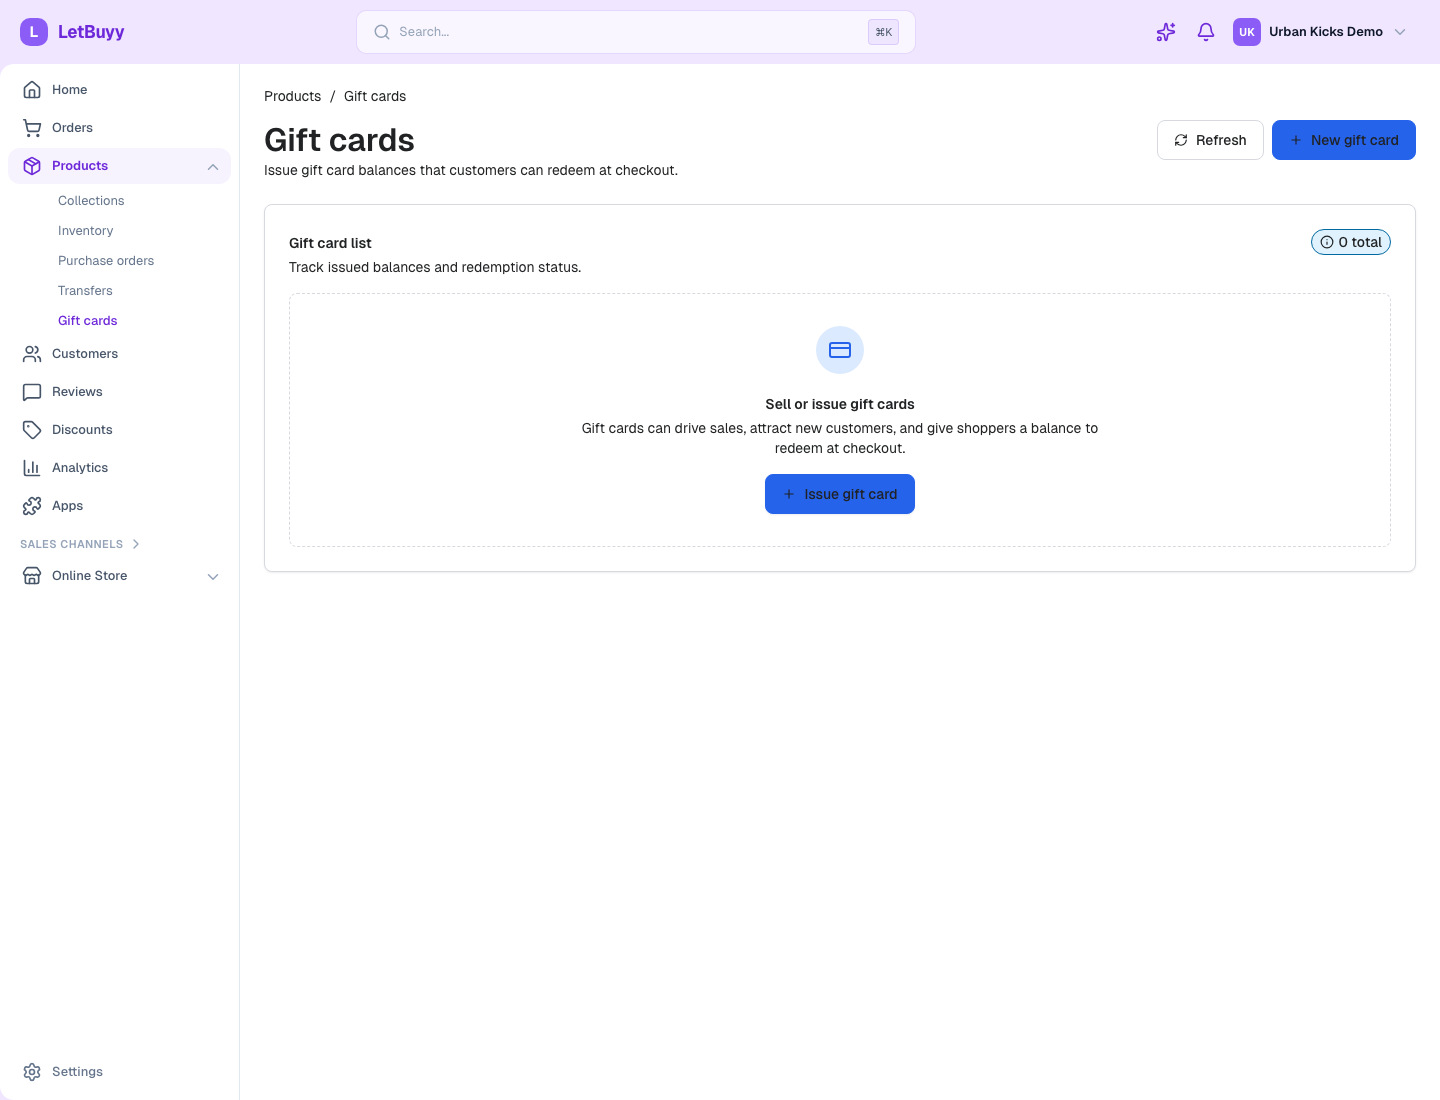 L LetBuyy
Search...
⌘K
UK Urban Kicks Demo
Home
Orders
Products
Collections
Inventory
Purchase orders
Transfers
Gift cards
Customers
Reviews
Discounts
Analytics
Apps
SALES CHANNELS
Online Store
Settings
Products / Gift cards
Gift cards
Issue gift card balances that customers can redeem at checkout.
Refresh
New gift card
Gift card list
Track issued balances and redemption status.
0 total
Sell or issue gift cards
Gift cards can drive sales, attract new customers, and give shoppers a balance to
redeem at checkout.
Issue gift card